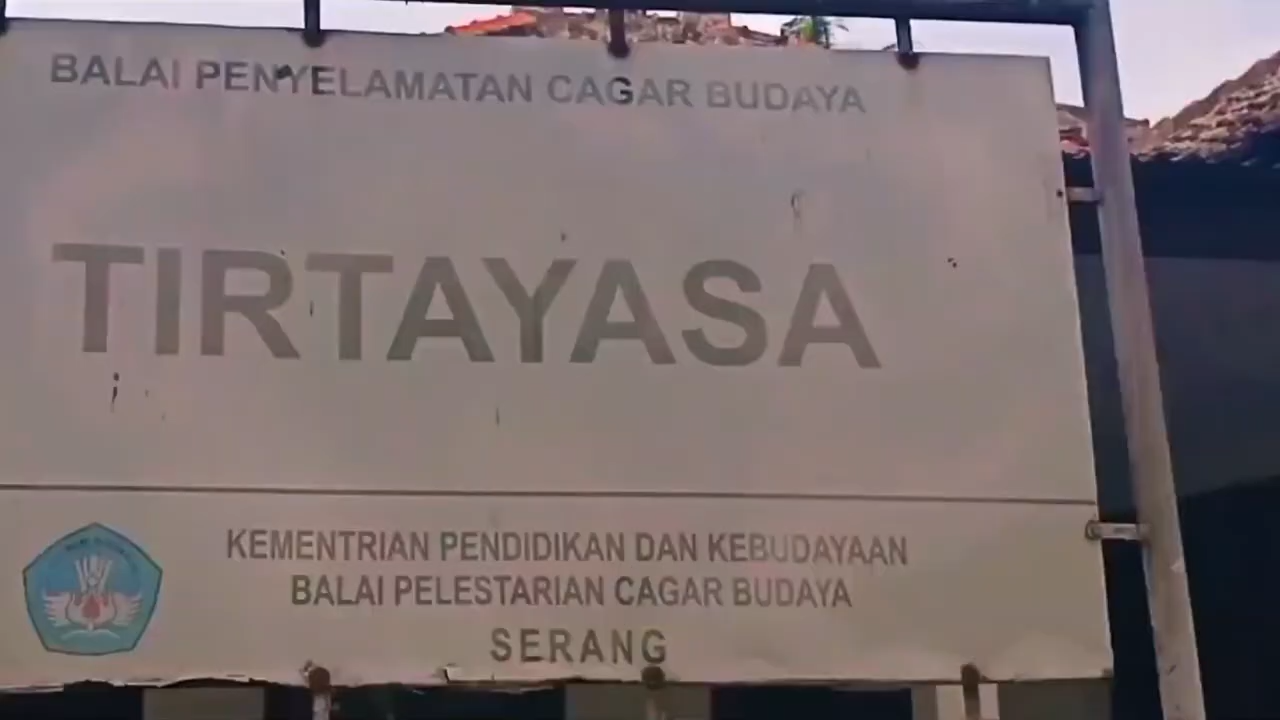 BALAI PENYELAMATAN CAGAR BUDAYA
TIRTAYASA
KEMENTRIAN PENDIDIKAN DAN KEBUDAYAAN
BALAI PELESTARIAN CAGAR BUDAYA
SERANG